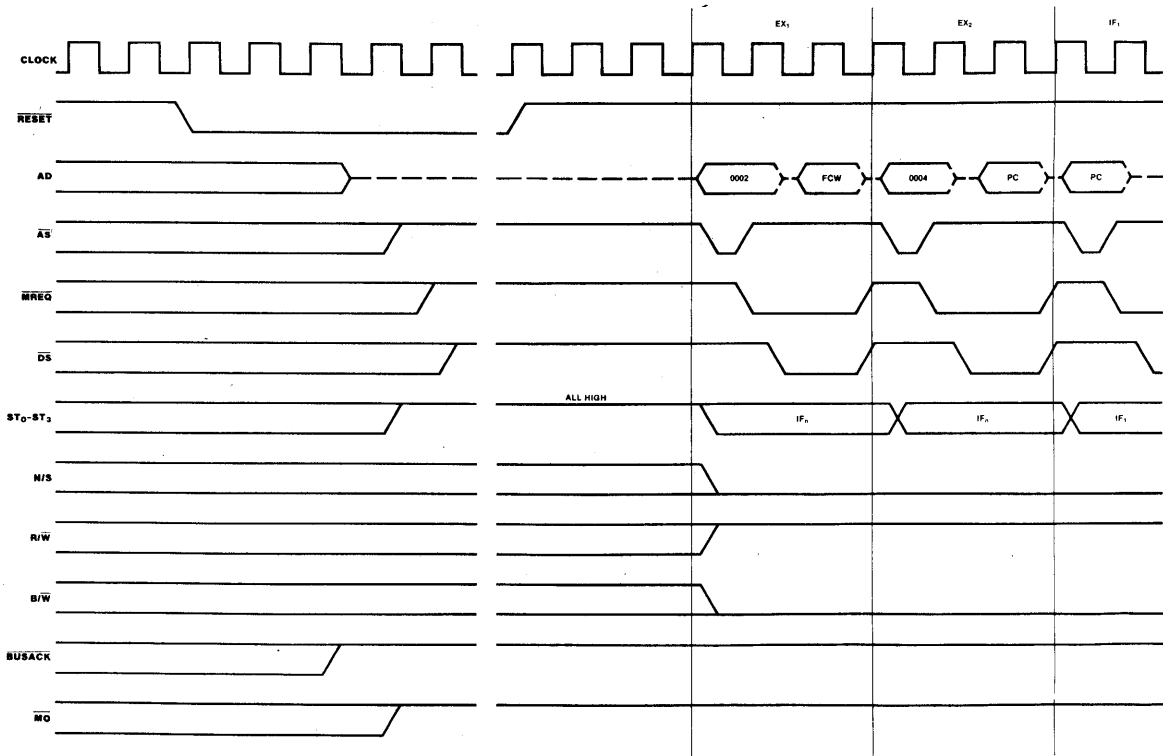 EX₁ EX₂ IF₁
CLOCK
RESET
AD 0002 FCW 0004 PC PC
AS
MREQ
DS
ST₀-ST₃ ALL HIGH IFₙ IFₙ IF₁
N/S
R/W
B/W
BUSACK
MO